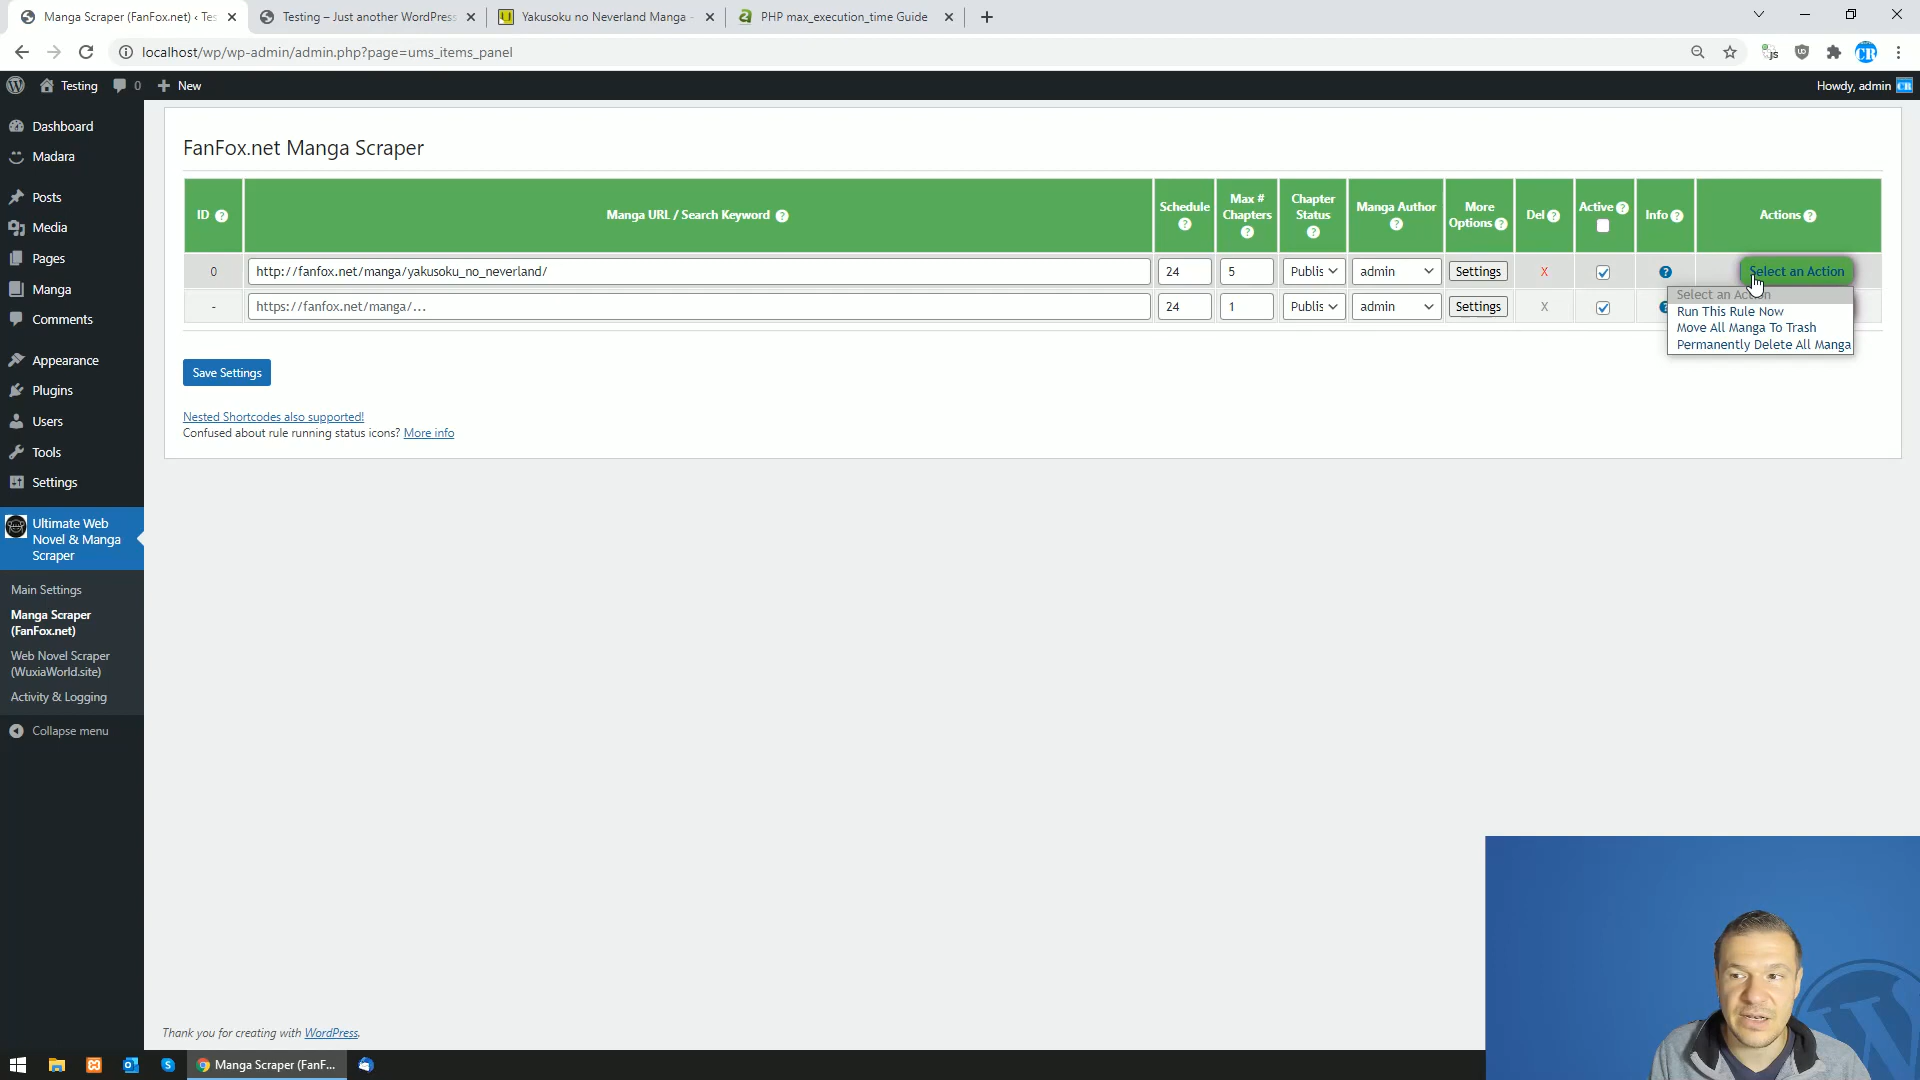 Manga Scraper (FanFox.net) ‹ Tes
Testing – Just another WordPress
Yakusoku no Neverland Manga -
PHP max_execution_time Guide
localhost/wp/wp-admin/admin.php?page=ums_items_panel
Testing
0
New
Howdy, admin
Dashboard
Madara
Posts
Media
Pages
Manga
Comments
Appearance
Plugins
Users
Tools
Settings
Ultimate Web
Novel & Manga
Scraper
Main Settings
Manga Scraper
(FanFox.net)
Web Novel Scraper
(WuxiaWorld.site)
Activity & Logging
Collapse menu
FanFox.net Manga Scraper
ID ?
Manga URL / Search Keyword ?
Schedule ?
Max # Chapters ?
Chapter Status ?
Manga Author ?
More Options ?
Del ?
Active ?
Info ?
Actions ?
0 http://fanfox.net/manga/yakusoku_no_neverland/ 24 5 Publis admin Settings X ? Select an Action
- https://fanfox.net/manga/... 24 1 Publis admin Settings X
Select an Action
Run This Rule Now
Move All Manga To Trash
Permanently Delete All Manga
Save Settings
Nested Shortcodes also supported!
Confused about rule running status icons? More info
Thank you for creating with WordPress.
Manga Scraper (FanF...